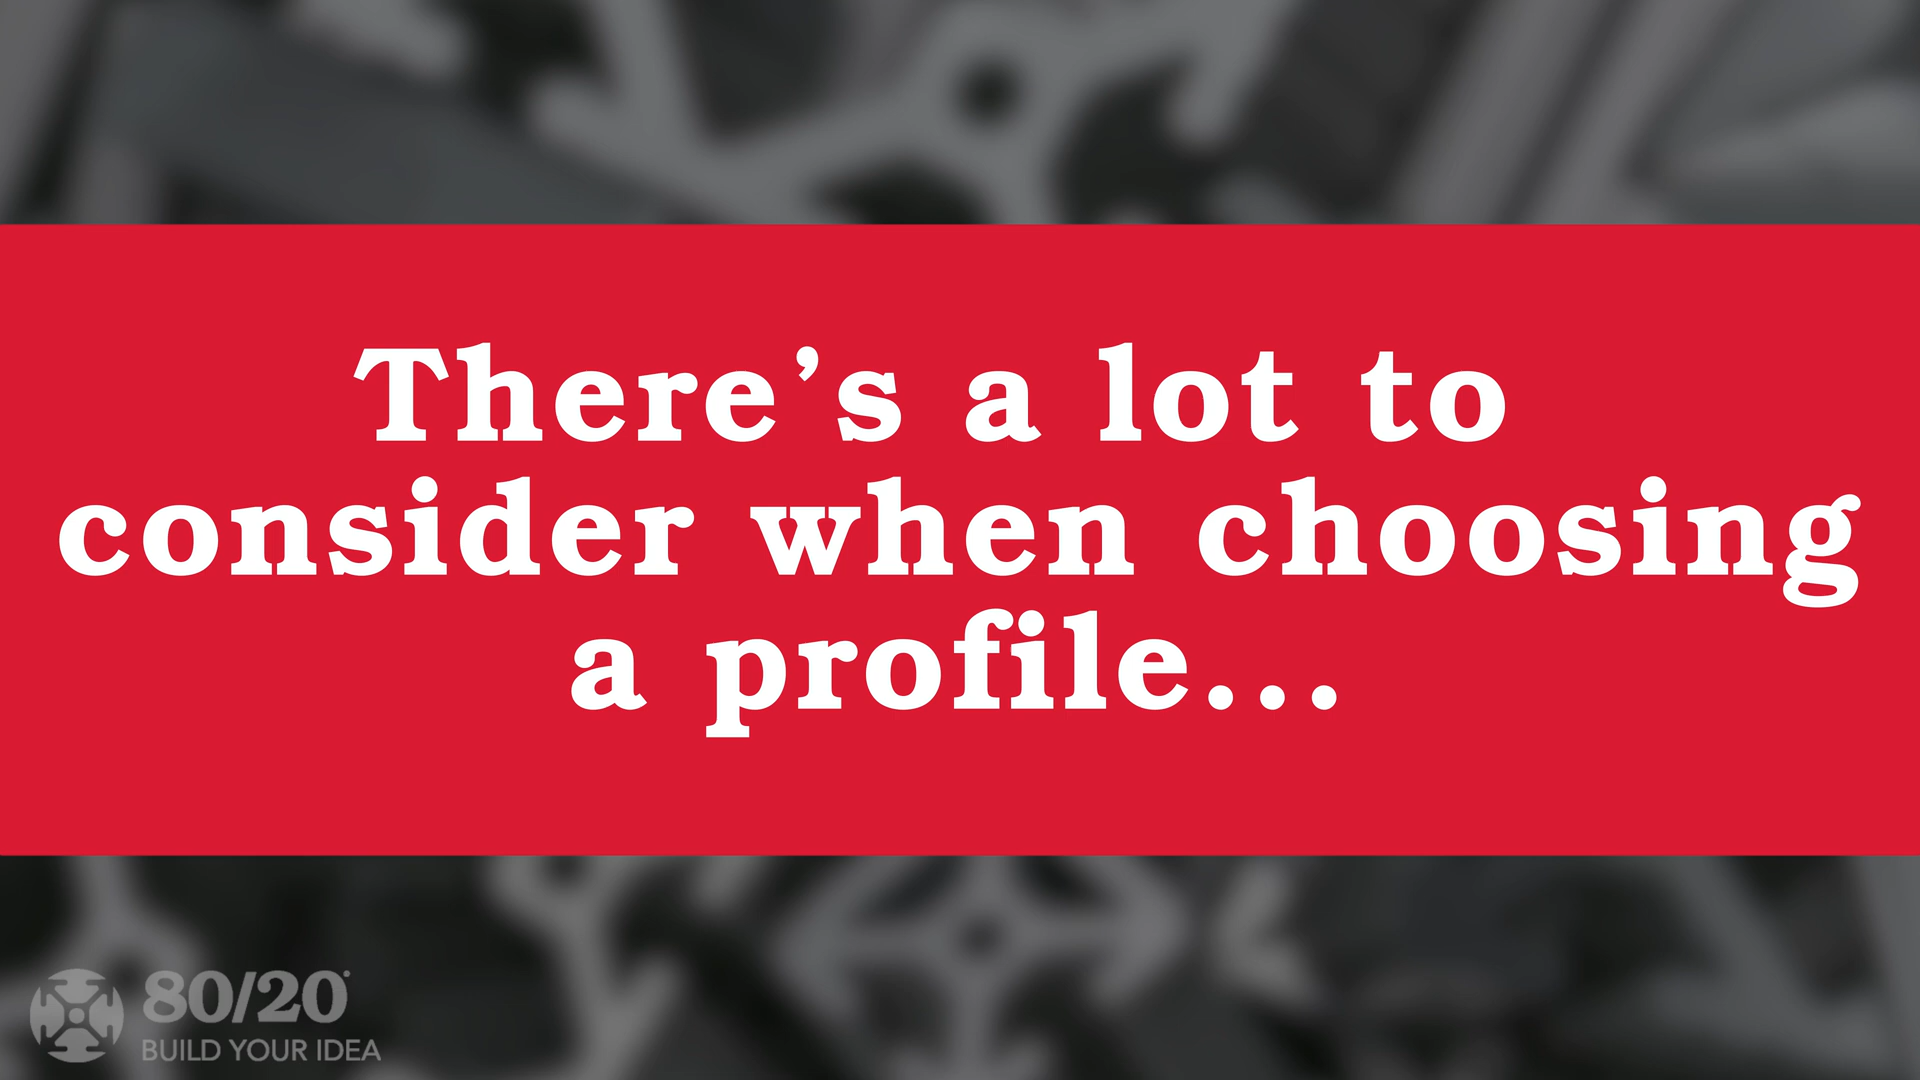 There’s a lot to
consider when choosing
a profile...
80/20
BUILD YOUR IDEA